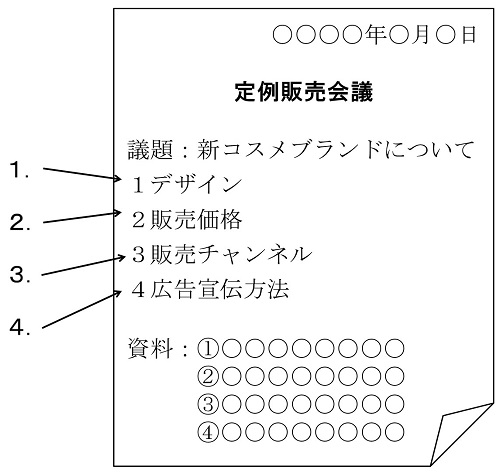 ○○○○年○月○日
定例販売会議
議題：新コスメブランドについて
1. １デザイン
2. ２販売価格
3. ３販売チャンネル
4. ４広告宣伝方法
資料：①○○○○○○○○
②○○○○○○○○
③○○○○○○○○
④○○○○○○○○